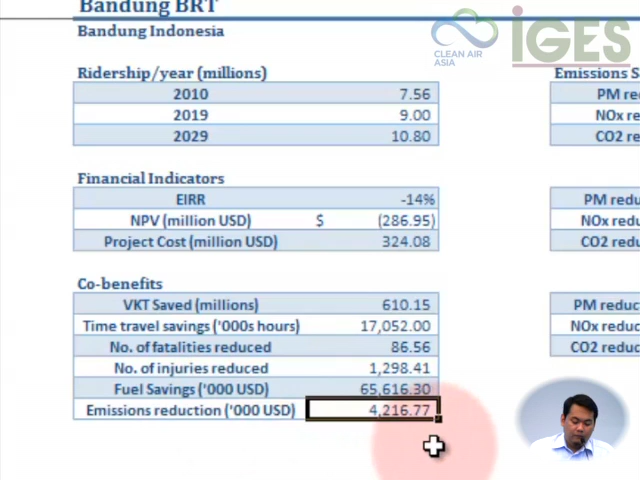 Bandung BRT
Bandung Indonesia
CLEAN AIR
ASIA
IGES
Ridership/year (millions)
2010 7.56
2019 9.00
2029 10.80
Emissions S
PM re
NOx re
CO2 re
Financial Indicators
EIRR -14%
NPV (million USD) $ (286.95)
Project Cost (million USD) 324.08
PM redu
NOx redu
CO2 redu
Co-benefits
VKT Saved (millions) 610.15
Time travel savings ('000s hours) 17,052.00
No. of fatalities reduced 86.56
No. of injuries reduced 1,298.41
Fuel Savings ('000 USD) 65,616.30
Emissions reduction ('000 USD) 4,216.77
PM reduc
NOx reduc
CO2 reduc